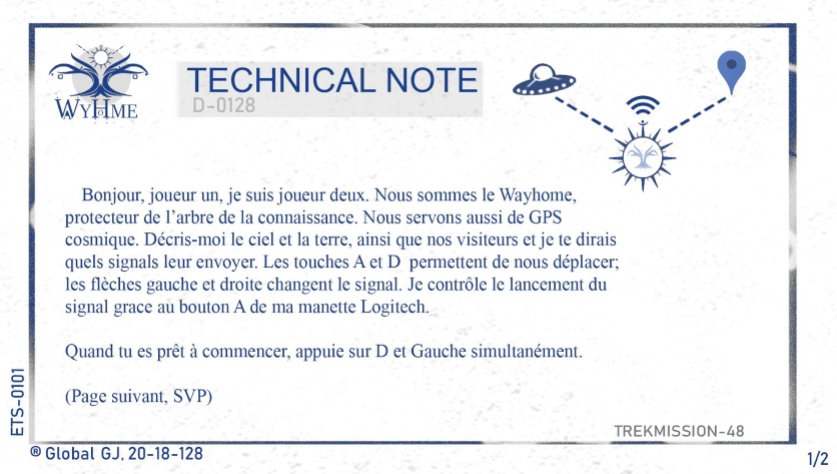 WYHME
TECHNICAL NOTE
D-0128
Bonjour, joueur un, je suis joueur deux. Nous sommes le Wayhome,
protecteur de l'arbre de la connaissance. Nous servons aussi de GPS
cosmique. Décris-moi le ciel et la terre, ainsi que nos visiteurs et je te dirais
quels signals leur envoyer. Les touches A et D permettent de nous déplacer;
les flèches gauche et droite changent le signal. Je contrôle le lancement du
signal grace au bouton A de ma manette Logitech.
Quand tu es prêt à commencer, appuie sur D et Gauche simultanément.
(Page suivant, SVP)
TREKMISSION-48
ETS-0101
® Global GJ, 20-18-128
1/2